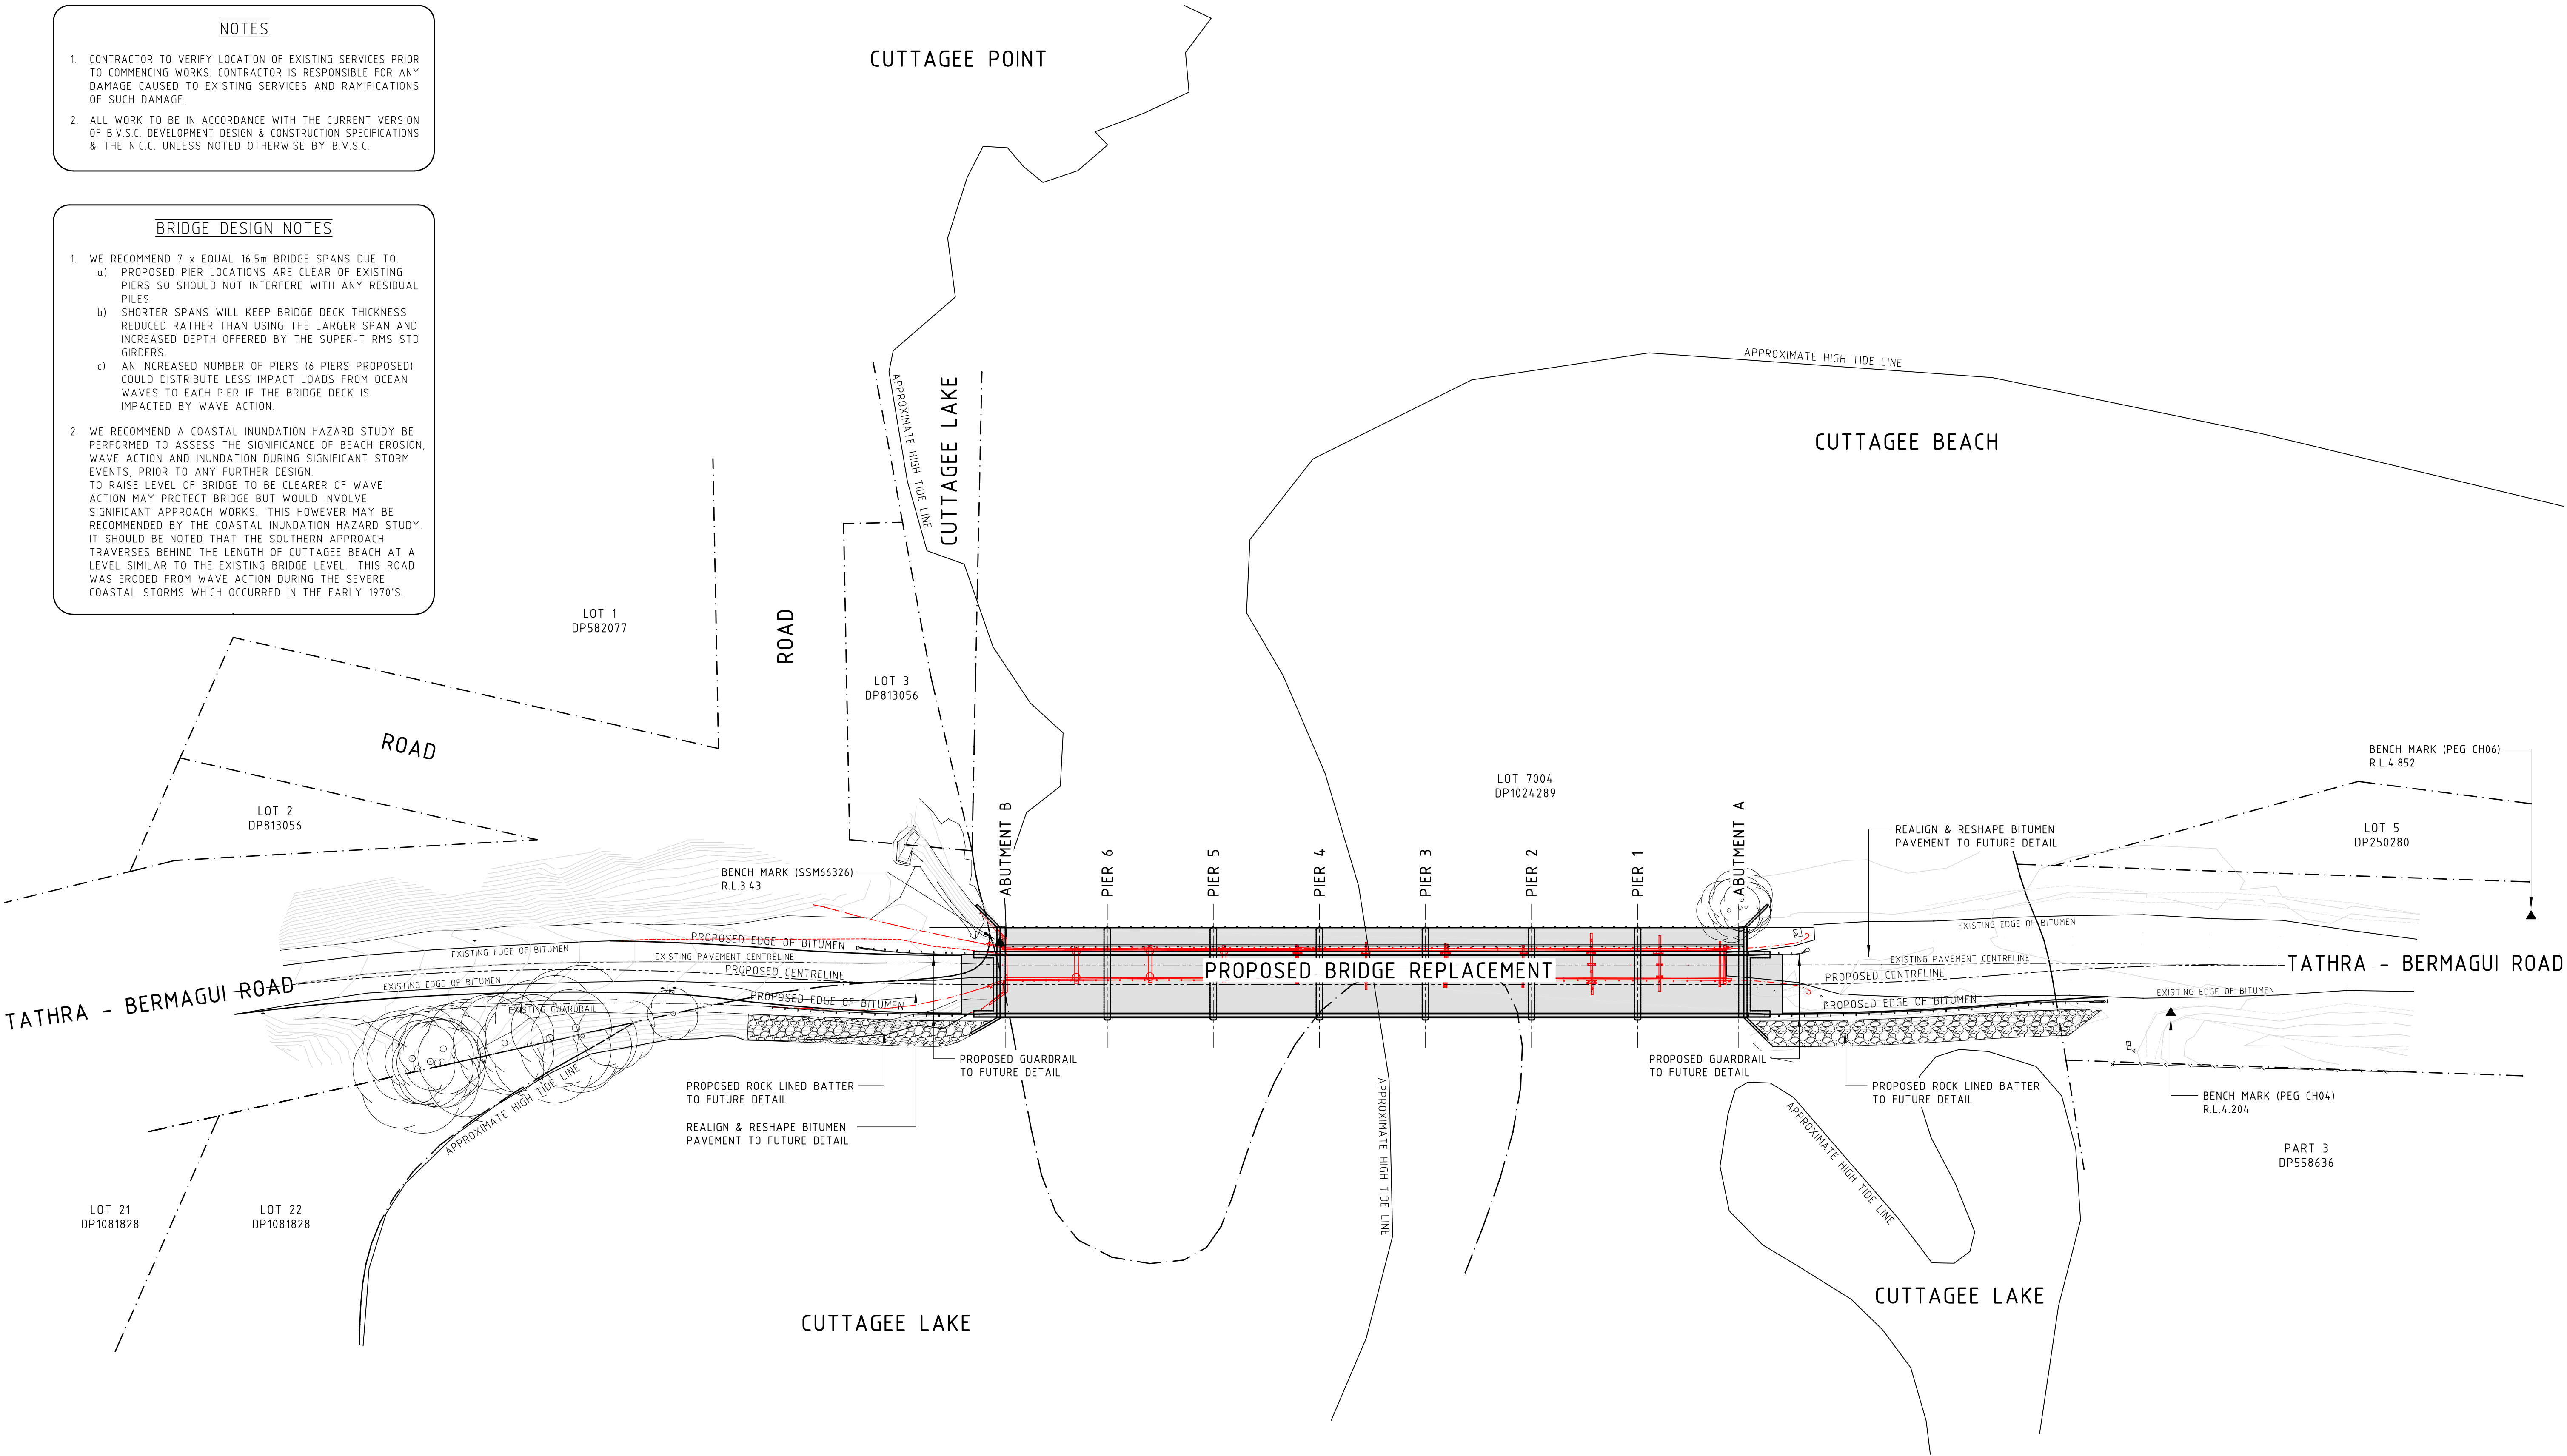 NOTES
1. CONTRACTOR TO VERIFY LOCATION OF EXISTING SERVICES PRIOR
TO COMMENCING WORKS. CONTRACTOR IS RESPONSIBLE FOR ANY
DAMAGE CAUSED TO EXISTING SERVICES AND RAMIFICATIONS
OF SUCH DAMAGE.
2. ALL WORK TO BE IN ACCORDANCE WITH THE CURRENT VERSION
OF B.V.S.C. DEVELOPMENT DESIGN & CONSTRUCTION SPECIFICATIONS
& THE N.C.C. UNLESS NOTED OTHERWISE BY B.V.S.C.
BRIDGE DESIGN NOTES
1. WE RECOMMEND 7 x EQUAL 16.5m BRIDGE SPANS DUE TO:
a) PROPOSED PIER LOCATIONS ARE CLEAR OF EXISTING
PIERS SO SHOULD NOT INTERFERE WITH ANY RESIDUAL
PILES.
b) SHORTER SPANS WILL KEEP BRIDGE DECK THICKNESS
REDUCED RATHER THAN USING THE LARGER SPAN AND
INCREASED DEPTH OFFERED BY THE SUPER-T RMS STD
GIRDERS.
c) AN INCREASED NUMBER OF PIERS (6 PIERS PROPOSED)
COULD DISTRIBUTE LESS IMPACT LOADS FROM OCEAN
WAVES TO EACH PIER IF THE BRIDGE DECK IS
IMPACTED BY WAVE ACTION.
2. WE RECOMMEND A COASTAL INUNDATION HAZARD STUDY BE
PERFORMED TO ASSESS THE SIGNIFICANCE OF BEACH EROSION,
WAVE ACTION AND INUNDATION DURING SIGNIFICANT STORM
EVENTS, PRIOR TO ANY FURTHER DESIGN.
TO RAISE LEVEL OF BRIDGE TO BE CLEARER OF WAVE
ACTION MAY PROTECT BRIDGE BUT WOULD INVOLVE
SIGNIFICANT APPROACH WORKS. THIS HOWEVER MAY BE
RECOMMENDED BY THE COASTAL INUNDATION HAZARD STUDY.
IT SHOULD BE NOTED THAT THE SOUTHERN APPROACH
TRAVERSES BEHIND THE LENGTH OF CUTTAGEE BEACH AT A
LEVEL SIMILAR TO THE EXISTING BRIDGE LEVEL. THIS ROAD
WAS ERODED FROM WAVE ACTION DURING THE SEVERE
COASTAL STORMS WHICH OCCURRED IN THE EARLY 1970'S.
CUTTAGEE POINT
APPROXIMATE HIGH TIDE LINE
CUTTAGEE LAKE
APPROXIMATE HIGH TIDE LINE
CUTTAGEE BEACH
LOT 1
DP582077
ROAD
LOT 3
DP813056
ROAD
LOT 2
DP813056
LOT 7004
DP1024289
BENCH MARK (PEG CH06)
R.L.4.852
LOT 5
DP250280
BENCH MARK (SSM66326)
R.L.3.43
ABUTMENT B
PIER 6
PIER 5
PIER 4
PIER 3
PIER 2
PIER 1
ABUTMENT A
REALIGN & RESHAPE BITUMEN
PAVEMENT TO FUTURE DETAIL
EXISTING EDGE OF BITUMEN
PROPOSED EDGE OF BITUMEN
EXISTING EDGE OF BITUMEN
EXISTING PAVEMENT CENTRELINE
PROPOSED CENTRELINE
EXISTING EDGE OF BITUMEN
PROPOSED EDGE OF BITUMEN
EXISTING GUARDRAIL
TATHRA - BERMAGUI ROAD
PROPOSED BRIDGE REPLACEMENT
EXISTING PAVEMENT CENTRELINE
PROPOSED CENTRELINE
PROPOSED EDGE OF BITUMEN
EXISTING EDGE OF BITUMEN
TATHRA - BERMAGUI ROAD
PROPOSED GUARDRAIL
TO FUTURE DETAIL
PROPOSED GUARDRAIL
TO FUTURE DETAIL
PROPOSED ROCK LINED BATTER
TO FUTURE DETAIL
PROPOSED ROCK LINED BATTER
TO FUTURE DETAIL
BENCH MARK (PEG CH04)
R.L.4.204
REALIGN & RESHAPE BITUMEN
PAVEMENT TO FUTURE DETAIL
APPROXIMATE HIGH TIDE LINE
APPROXIMATE HIGH TIDE LINE
APPROXIMATE HIGH TIDE LINE
PART 3
DP558636
LOT 21
DP1081828
LOT 22
DP1081828
CUTTAGEE LAKE
CUTTAGEE LAKE